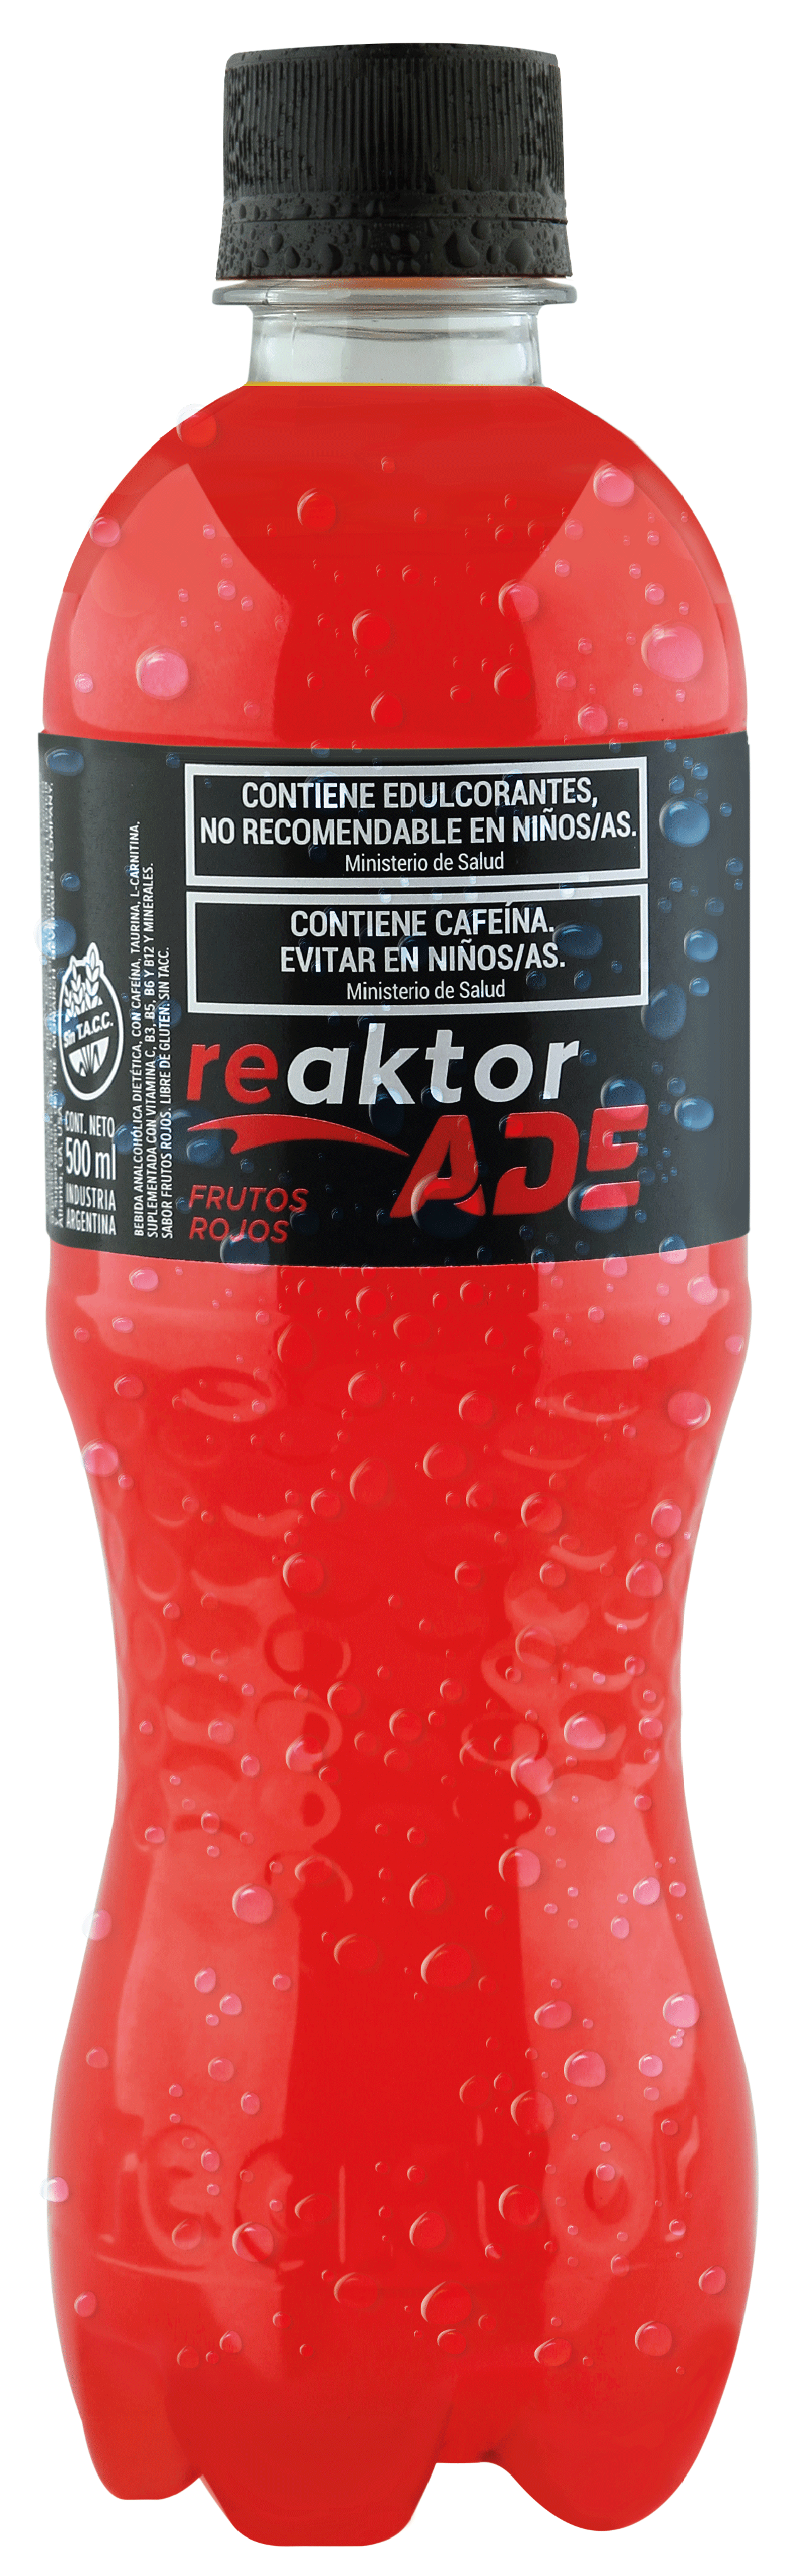 CONTIENE EDULCORANTES,
NO RECOMENDABLE EN NIÑOS/AS.
Ministerio de Salud
CONTIENE CAFEÍNA.
EVITAR EN NIÑOS/AS.
Ministerio de Salud
reaktor
ADE
FRUTOS
ROJOS
Sin T.A.C.C.
CONT. NETO
500 ml
INDUSTRIA
ARGENTINA
BEBIDA ANALCOHÓLICA DIETÉTICA, CON CAFEÍNA, TAURINA, L-CARNITINA,
SUPLEMENTADA CON VITAMINA C, B3, B5, B6 Y B12 Y MINERALES.
SABOR FRUTOS ROJOS. LIBRE DE GLUTEN. SIN TACC.